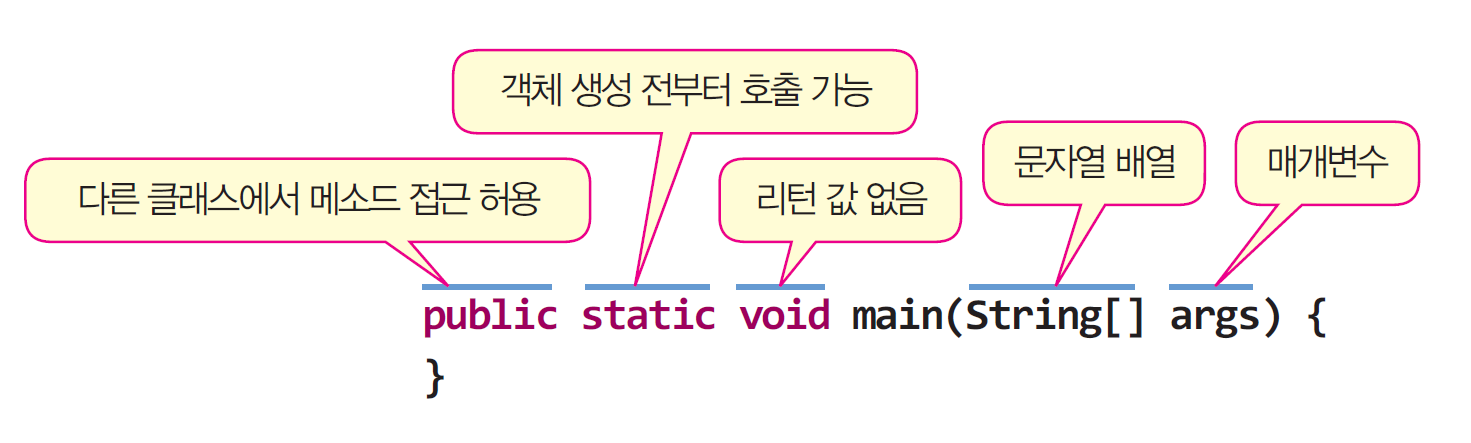 객체 생성 전부터 호출 가능
다른 클래스에서 메소드 접근 허용
리턴 값 없음
문자열 배열
매개변수
public static void main(String[] args) {
}